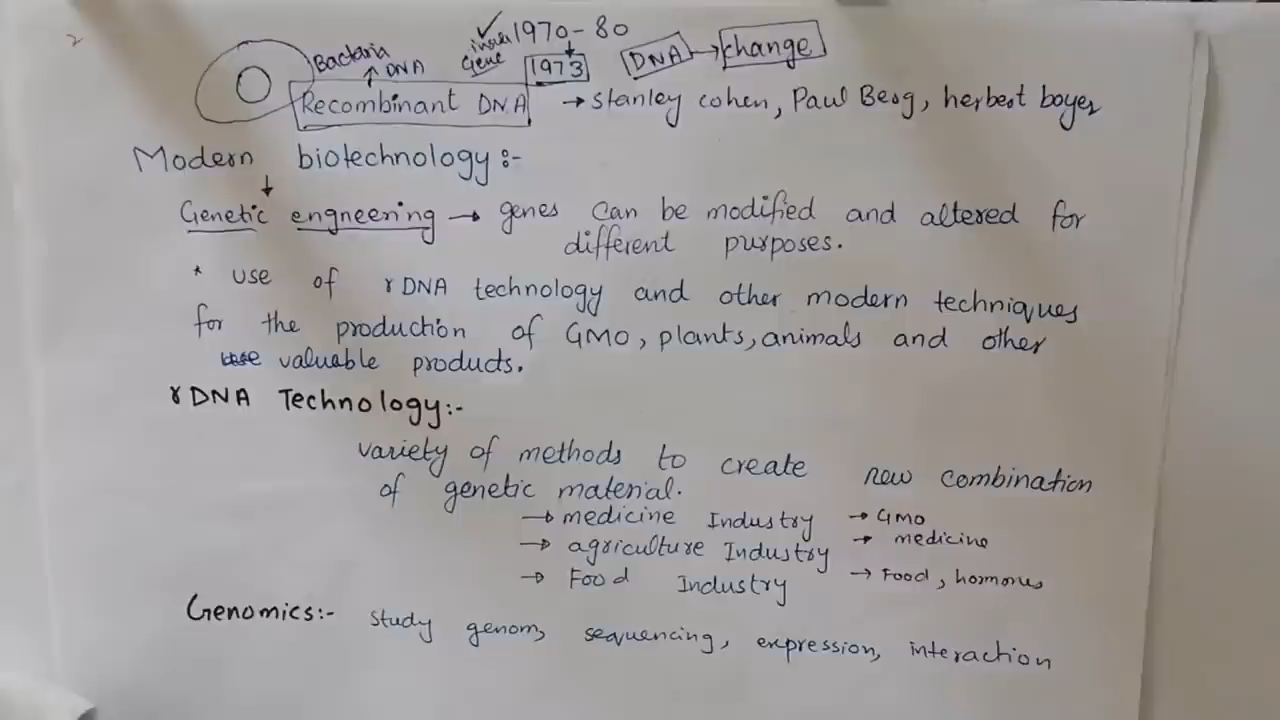 1970-80
Bacteria
DNA
Gene
1973
DNA → change
Recombinant DNA → Stanley cohen, Paul Berg, herbert boyer
Modern biotechnology:-
Genetic engneering → genes can be modified and altered for
different purposes.
* use of rDNA technology and other modern techniques
for the production of GMO, plants, animals and other
valuable products.
rDNA Technology:-
variety of methods to create new combination
of genetic material.
→ medicine Industry → GMO
→ agriculture Industry → medicine
→ Food Industry → Food, hormones
Genomics:- study genom, sequencing, expression, interaction